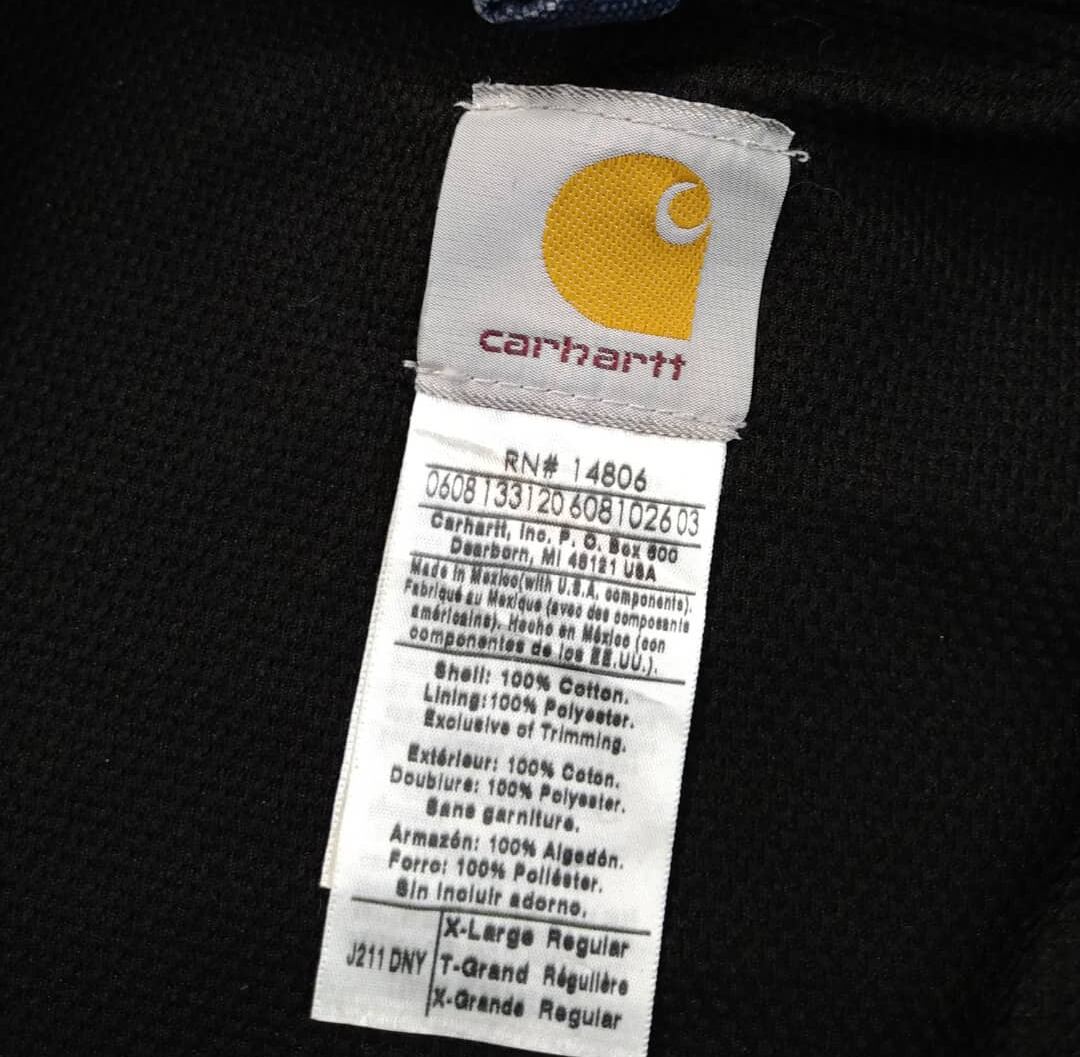 carhartt
RN# 14806
0608133120608102603
Carhartt, Inc. P. O. Box 600
Dearborn, MI 48121 USA
Made in Mexico(with U.S.A. components).
Fabriqué au Mexique (avec des composants
américains). Hecho en México (con
componentes de los EE.UU.).
Shell: 100% Cotton.
Lining:100% Polyester.
Exclusive of Trimming.
Extérieur: 100% Coton.
Doublure: 100% Polyester.
Sans garniture.
Armazón: 100% Algodón.
Forro: 100% Poliéster.
Sin incluir adorno.
J211 DNY
X-Large Regular
T-Grand Régulière
X-Grande Regular